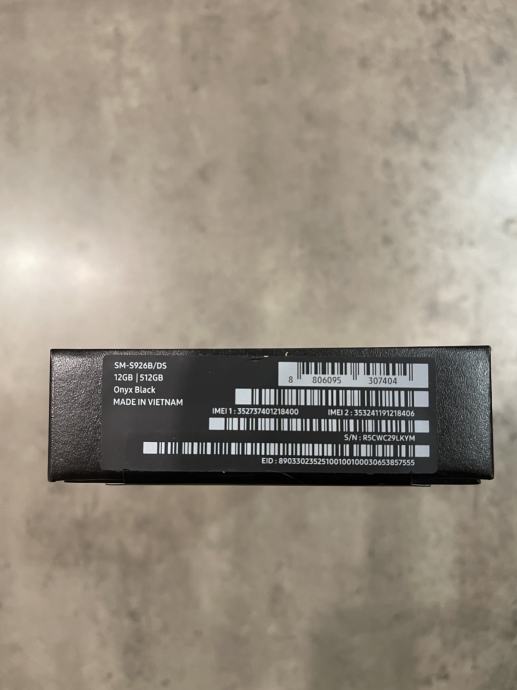 SM-S926B/DS
12GB | 512GB
Onyx Black
MADE IN VIETNAM
8 806095 307404
IMEI 1 : 352737401218400 IMEI 2 : 353241191218406
S/N : R5CWC29LKYM
EID : 89033023525100100100030653857555